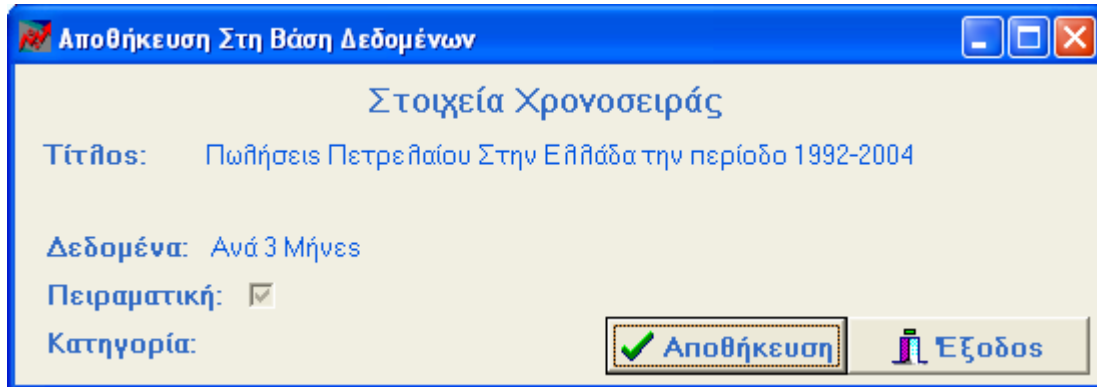 Αποθήκευση Στη Βάση Δεδομένων
Στοιχεία Χρονοσειράς
Τίτλος: Πωλήσεις Πετρελαίου Στην Ελλάδα την περίοδο 1992-2004
Δεδομένα: Ανά 3 Μήνες
Πειραματική:
Κατηγορία:
Αποθήκευση Έξοδος